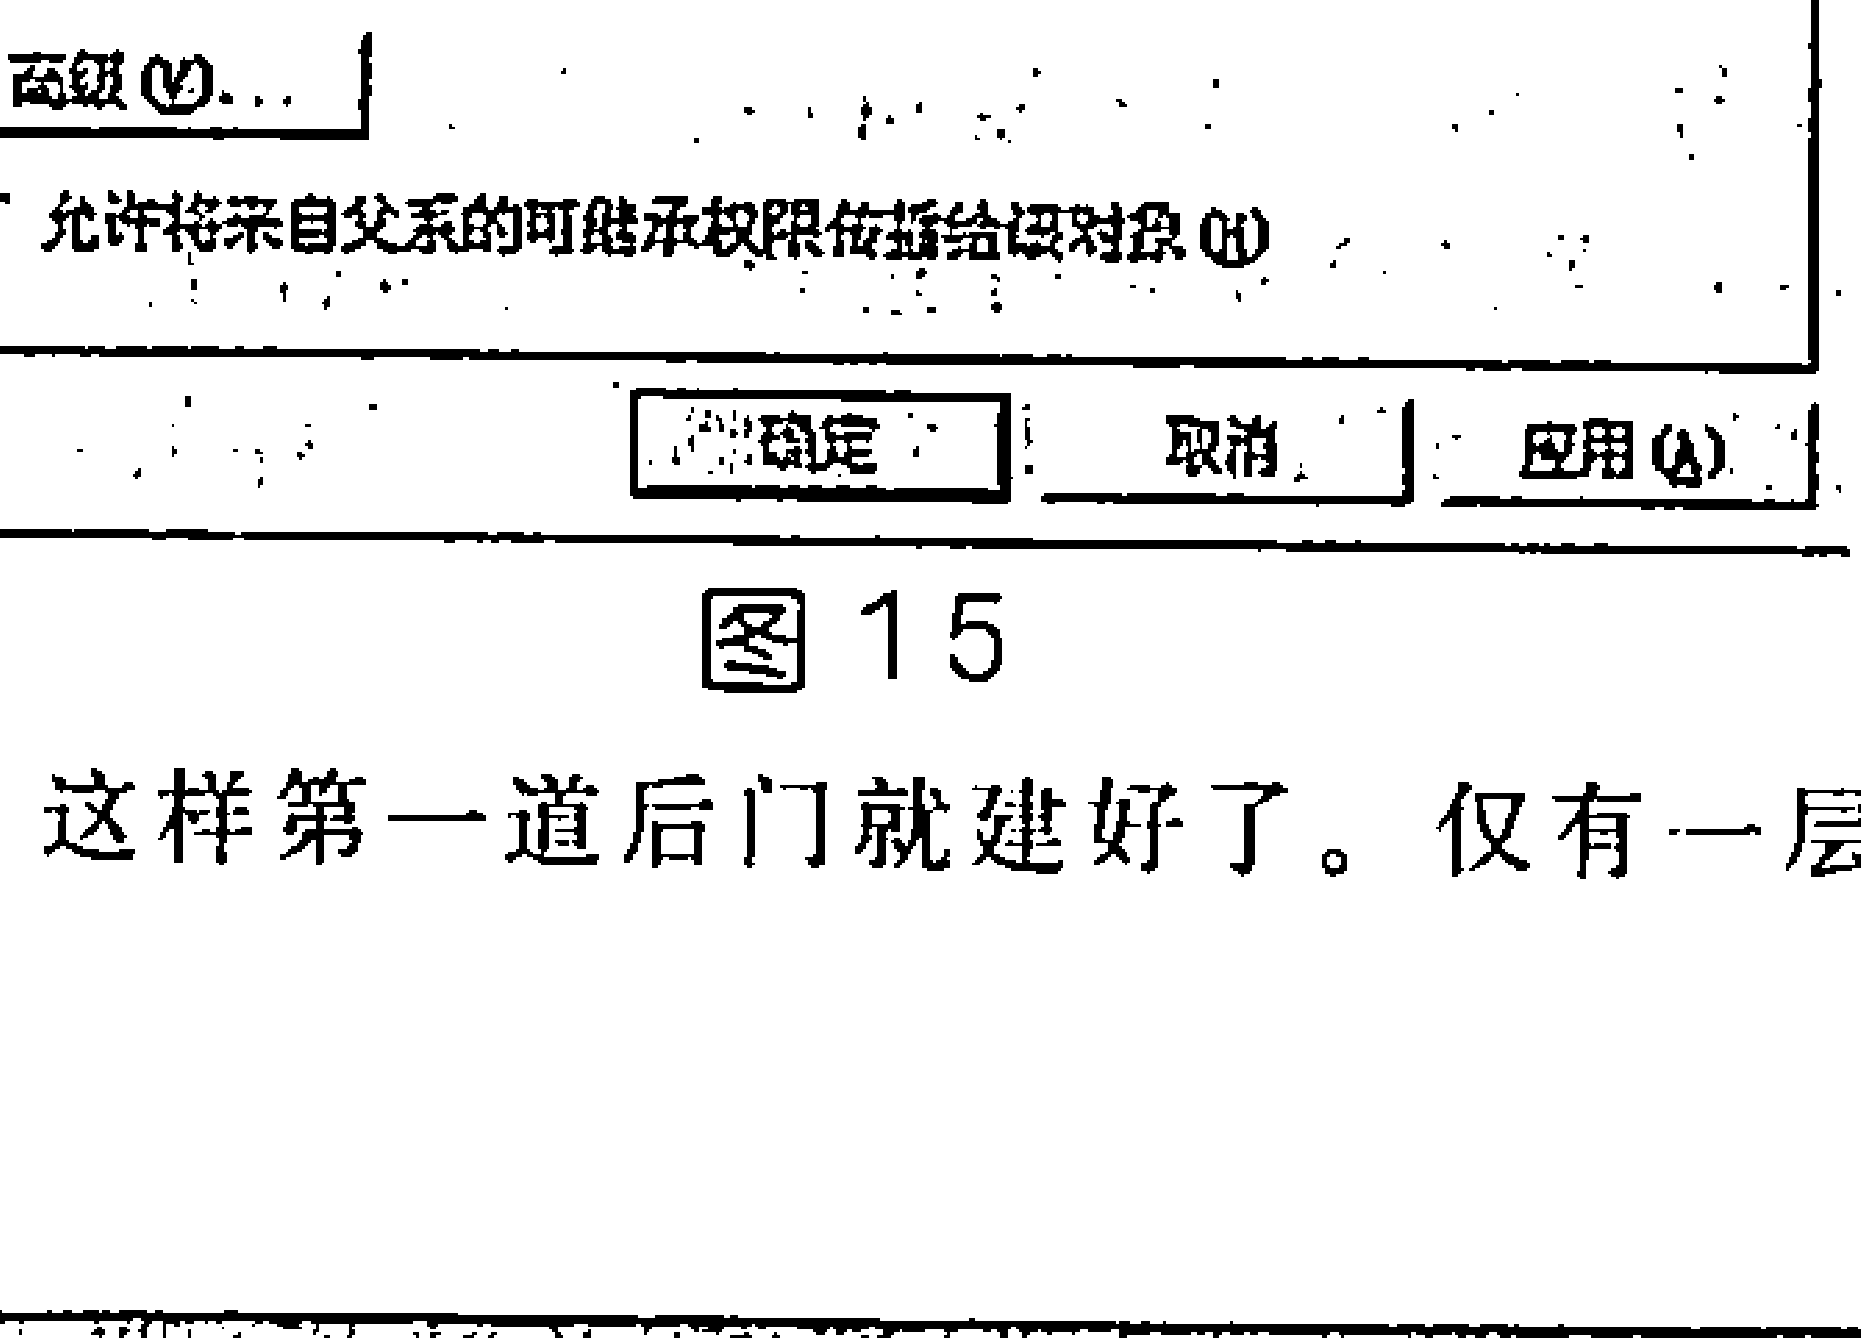 高级(V)...
允许将来自父系的可继承权限传播给该对象(H)
确定 取消 应用(A)
图 15
这样第一道后门就建好了。仅有一层